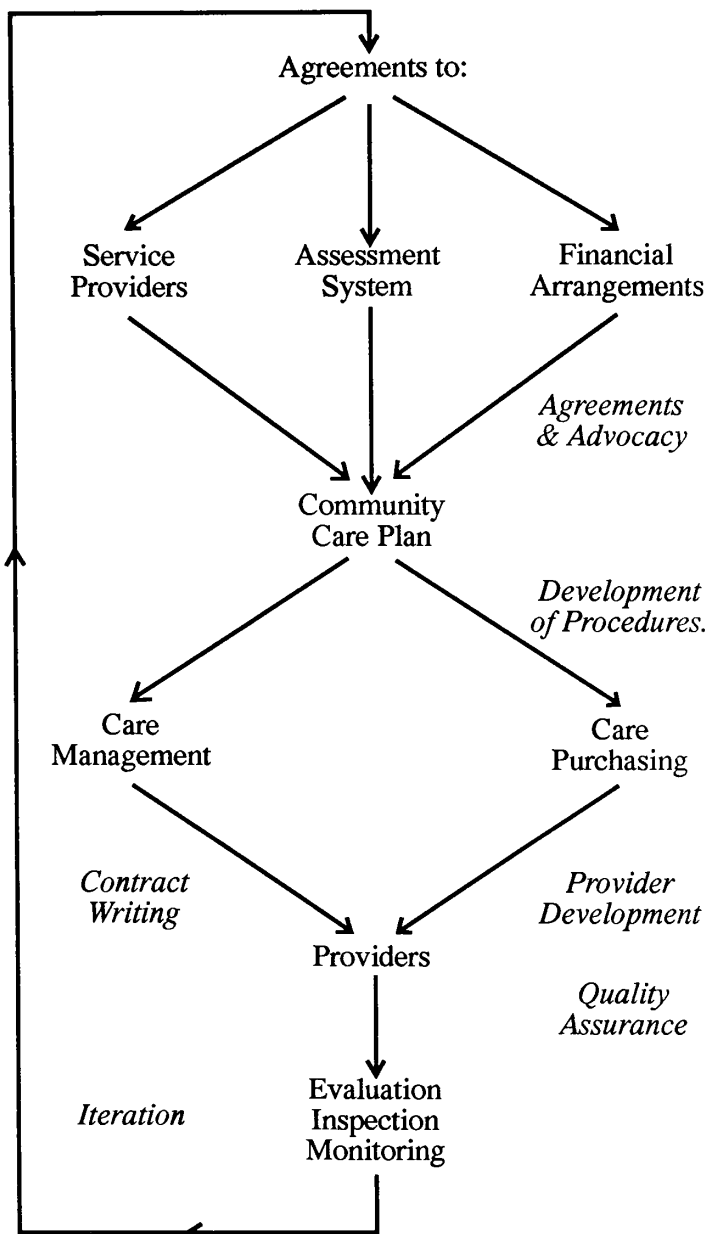 Agreements to:
Service
Providers
Assessment
System
Financial
Arrangements
Agreements
& Advocacy
Community
Care Plan
Development
of Procedures.
Care
Management
Care
Purchasing
Contract
Writing
Provider
Development
Providers
Quality
Assurance
Evaluation
Inspection
Monitoring
Iteration